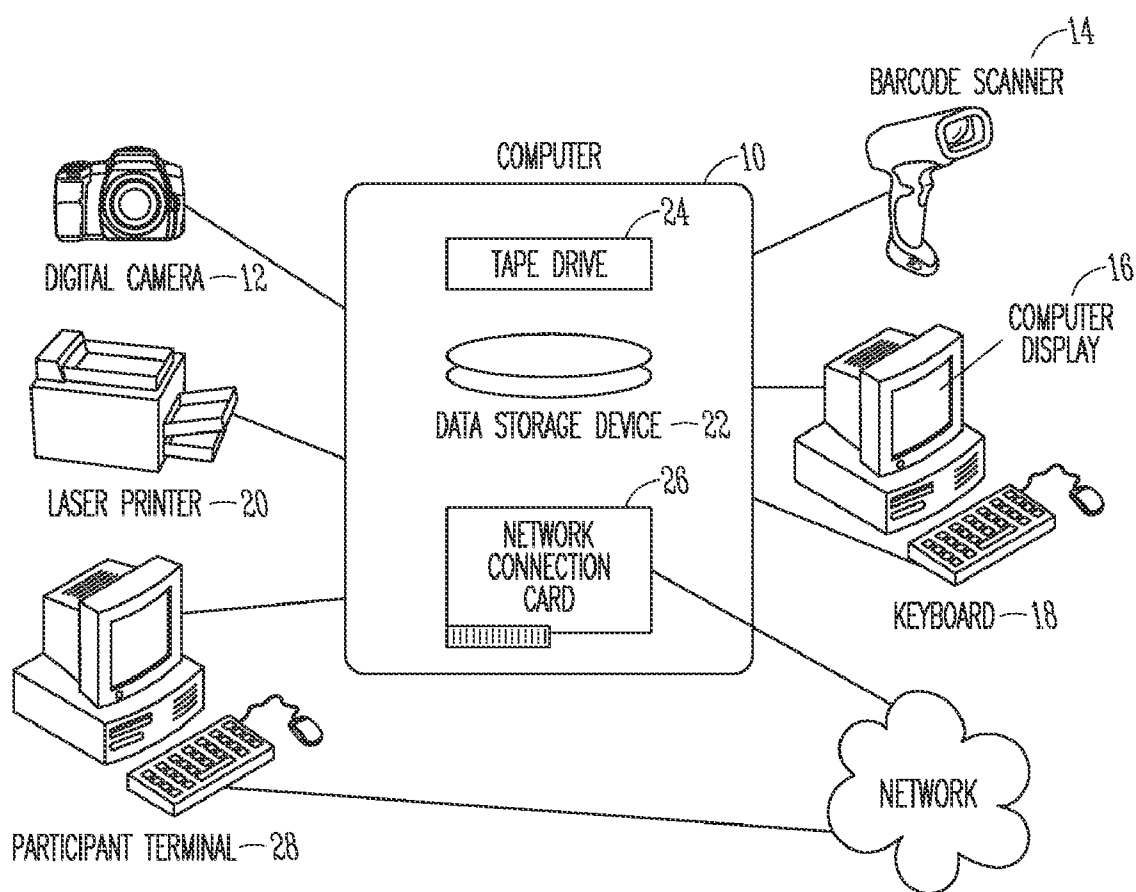 14
BARCODE SCANNER
COMPUTER
10
24
TAPE DRIVE
DIGITAL CAMERA 12
16
COMPUTER
DISPLAY
DATA STORAGE DEVICE 22
LASER PRINTER 20
26
NETWORK
CONNECTION
CARD
KEYBOARD 18
NETWORK
PARTICIPANT TERMINAL 28